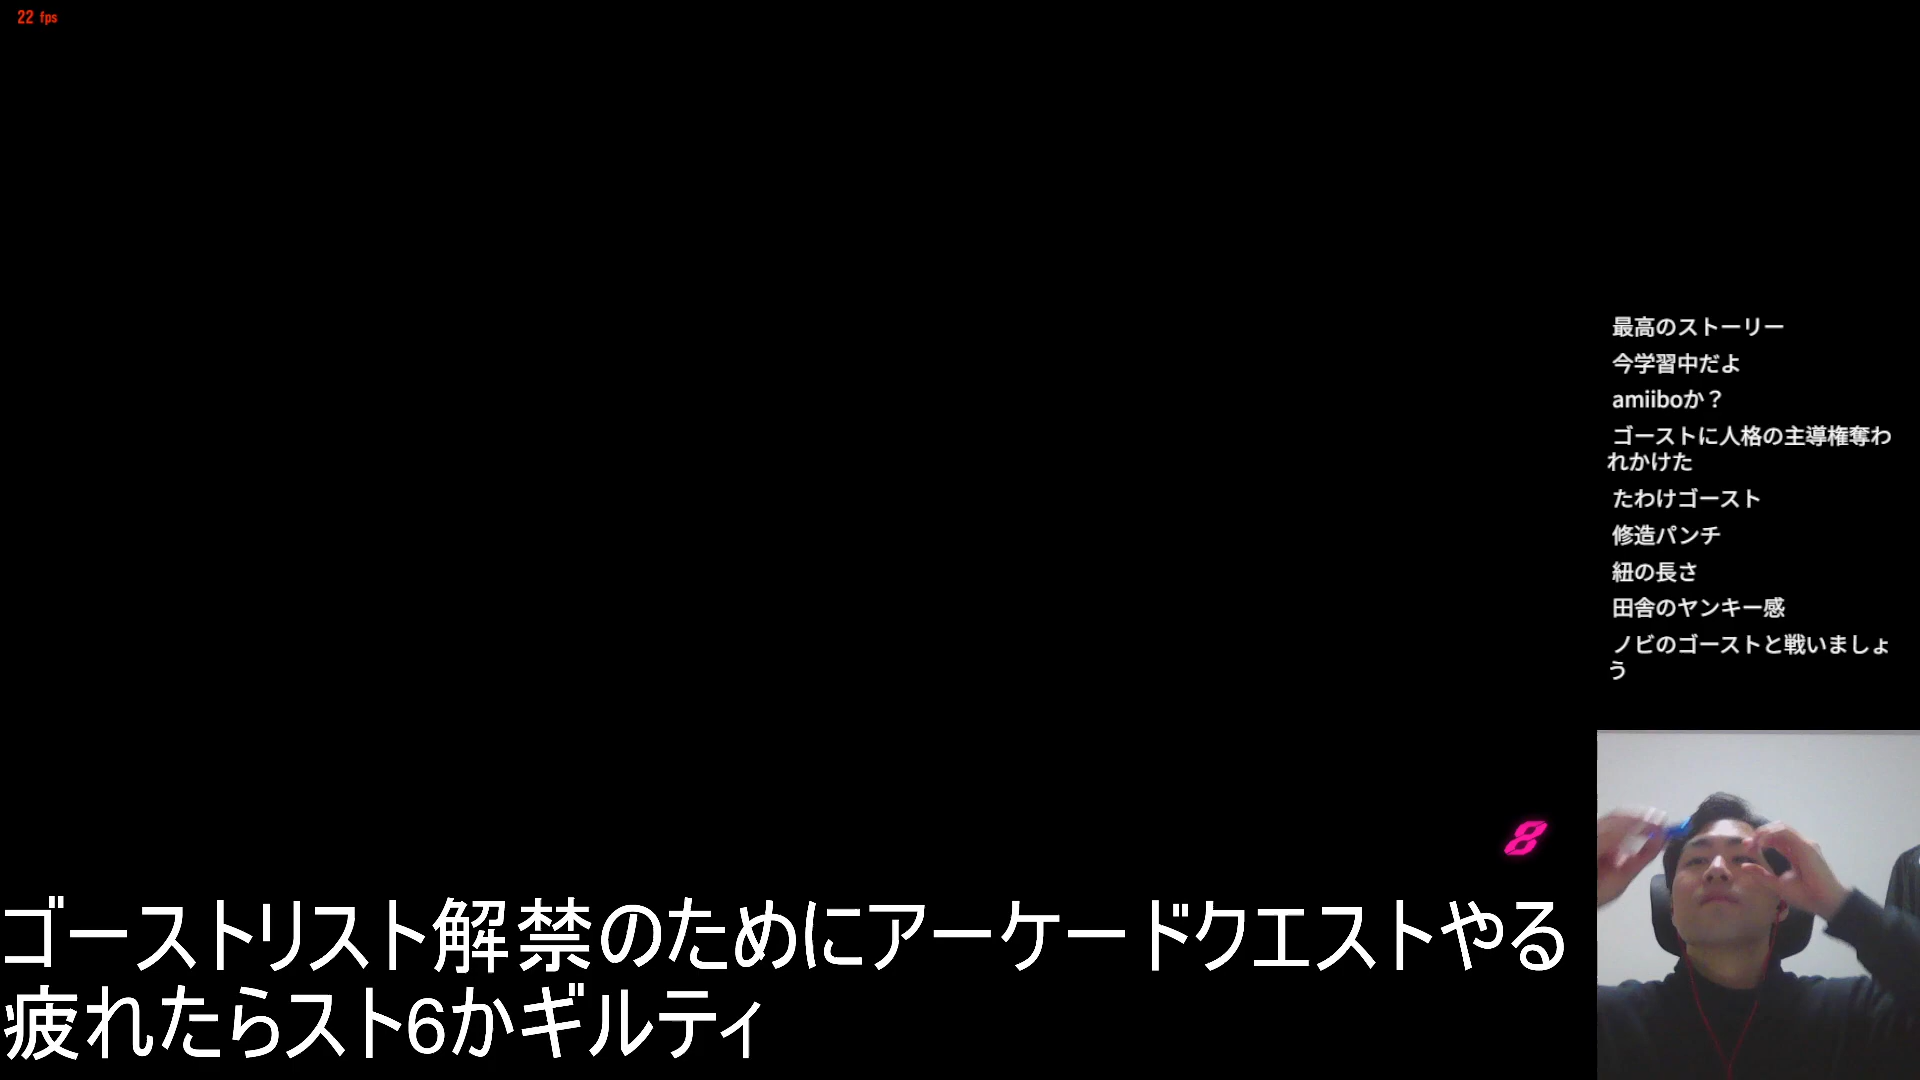 22 fps
最高のストーリー
今学習中だよ
amiiboか？
ゴーストに人格の主導権奪わ
れかけた
たわけゴースト
修造パンチ
紐の長さ
田舎のヤンキー感
ノビのゴーストと戦いましょ
う
8
ゴーストリスト解禁のためにアーケードクエストやる
疲れたらスト6かギルティ